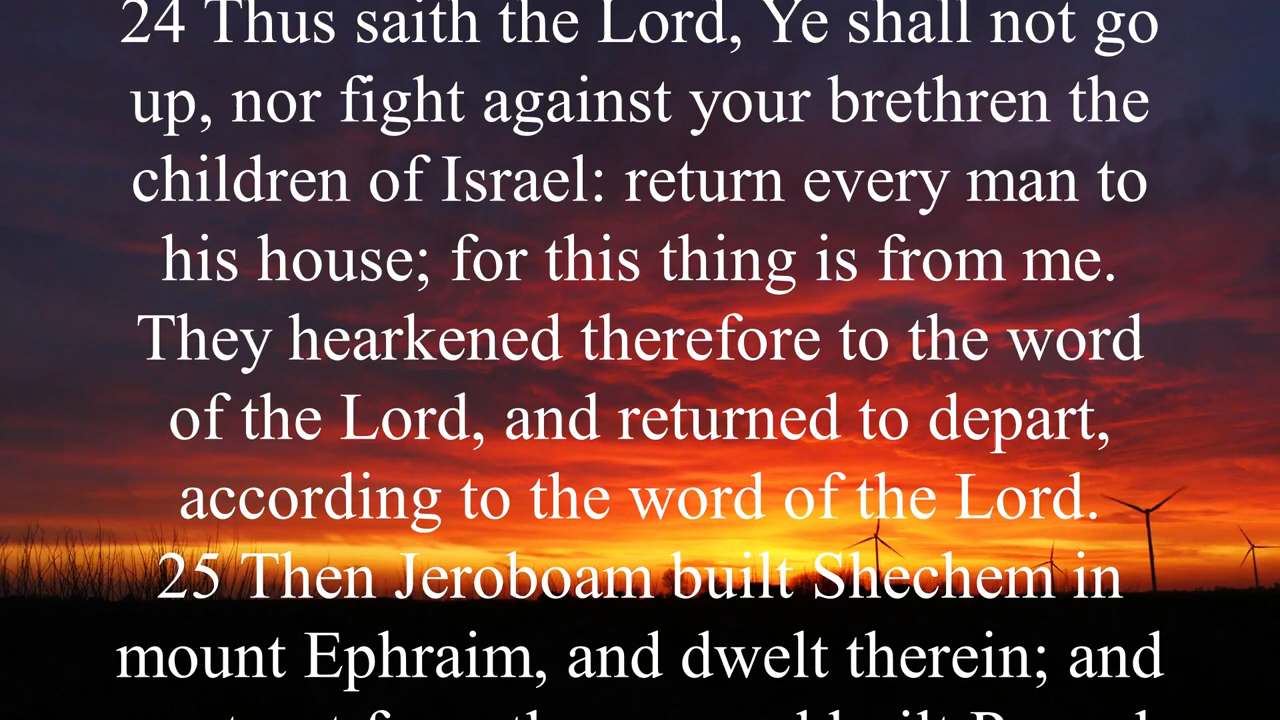 24 Thus saith the Lord, Ye shall not go
up, nor fight against your brethren the
children of Israel: return every man to
his house; for this thing is from me.
They hearkened therefore to the word
of the Lord, and returned to depart,
according to the word of the Lord.
25 Then Jeroboam built Shechem in
mount Ephraim, and dwelt therein; and
built